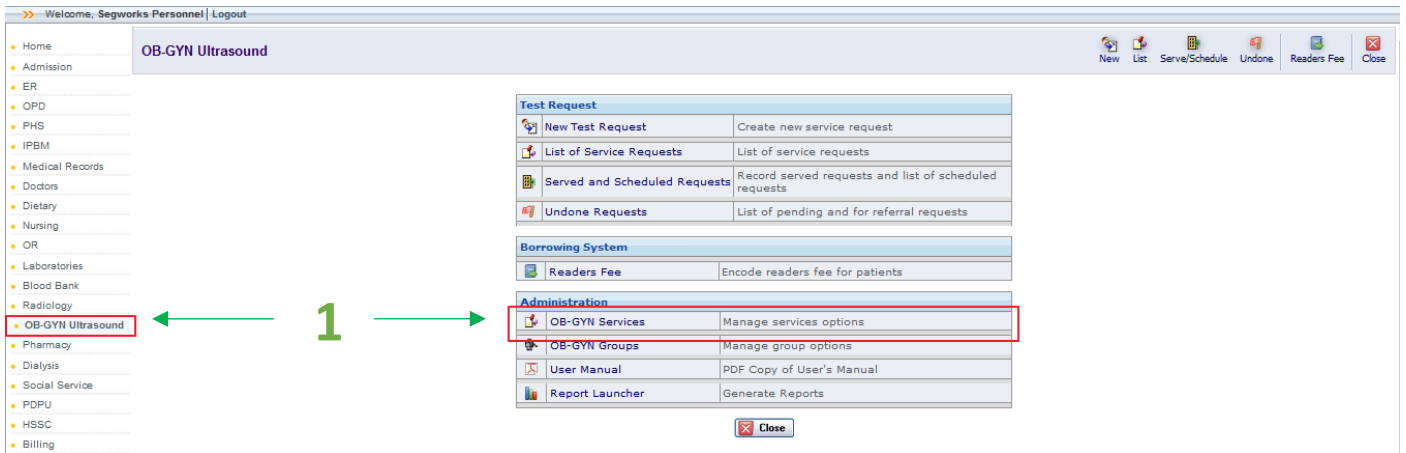 Welcome, Segworks Personnel | Logout
Home
Admission
ER
OPD
PHS
IPBM
Medical Records
Doctors
Dietary
Nursing
OR
Laboratories
Blood Bank
Radiology
OB-GYN Ultrasound
Pharmacy
Dialysis
Social Service
PDPU
HSSC
Billing
OB-GYN Ultrasound
New List Serve/Schedule Undone Readers Fee Close
Test Request
New Test Request Create new service request
List of Service Requests List of service requests
Served and Scheduled Requests Record served requests and list of scheduled
requests
Undone Requests List of pending and for referral requests
Borrowing System
Readers Fee Encode readers fee for patients
Administration
OB-GYN Services Manage services options
OB-GYN Groups Manage group options
User Manual PDF Copy of User's Manual
Report Launcher Generate Reports
Close
1